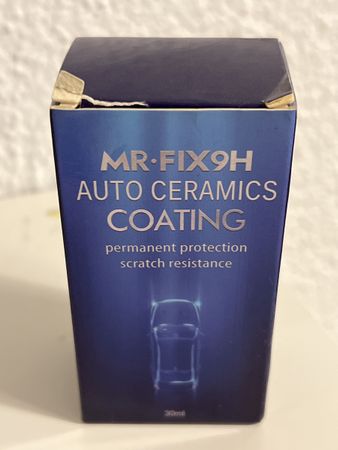 MR·FIX9H
AUTO CERAMICS
COATING
permanent protection
scratch resistance
30ml